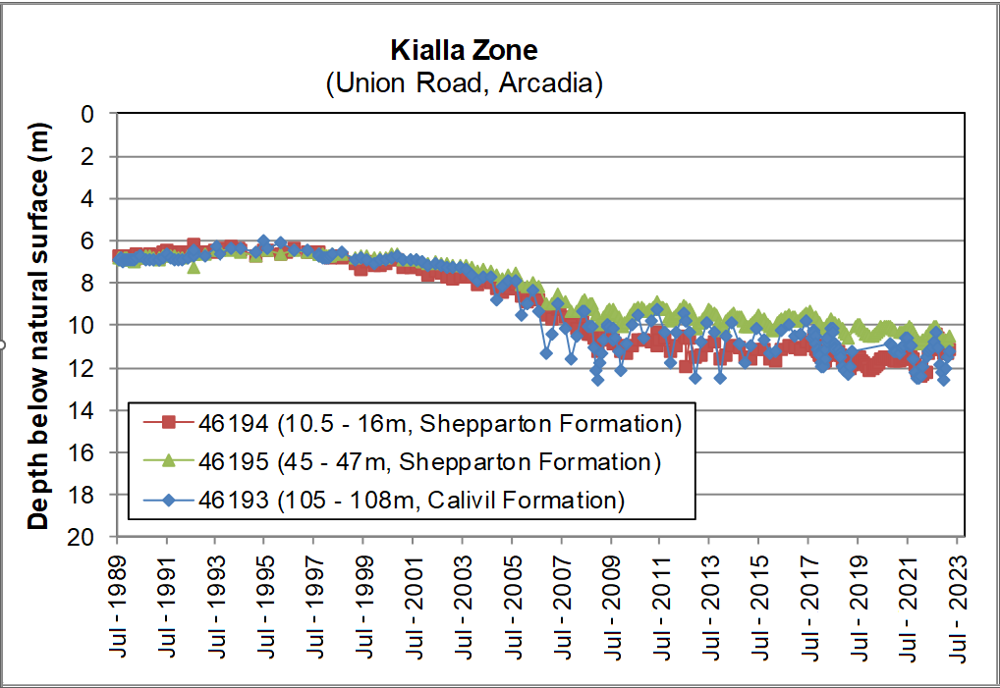 Kialla Zone
(Union Road, Arcadia)
Depth below natural surface (m)
0
2
4
6
8
10
12
14
16
18
20
46194 (10.5 - 16m, Shepparton Formation)
46195 (45 - 47m, Shepparton Formation)
46193 (105 - 108m, Calivil Formation)
Jul - 1989
Jul - 1991
Jul - 1993
Jul - 1995
Jul - 1997
Jul - 1999
Jul - 2001
Jul - 2003
Jul - 2005
Jul - 2007
Jul - 2009
Jul - 2011
Jul - 2013
Jul - 2015
Jul - 2017
Jul - 2019
Jul - 2021
Jul - 2023